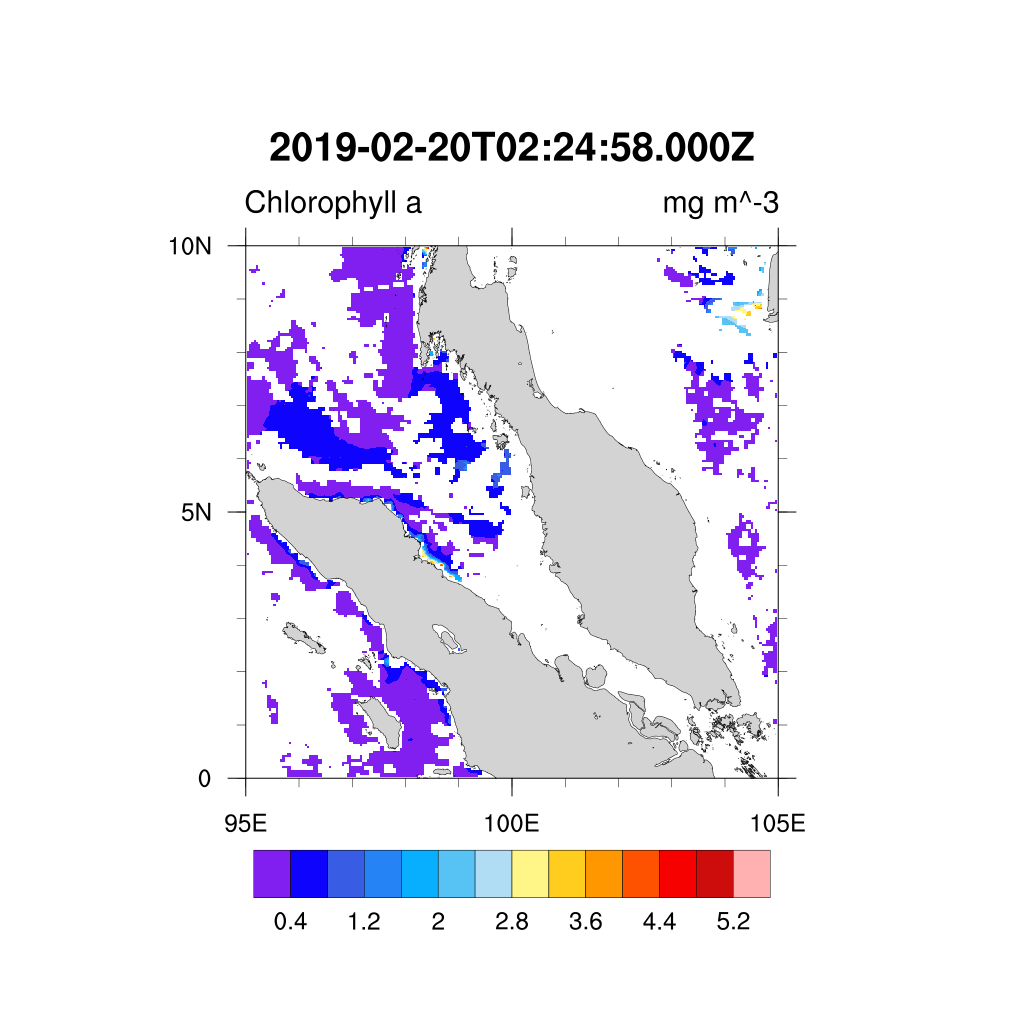 2019-02-20T02:24:58.000Z
Chlorophyll a mg m^-3
10N
5N
0
95E 100E 105E
0.4 1.2 2 2.8 3.6 4.4 5.2